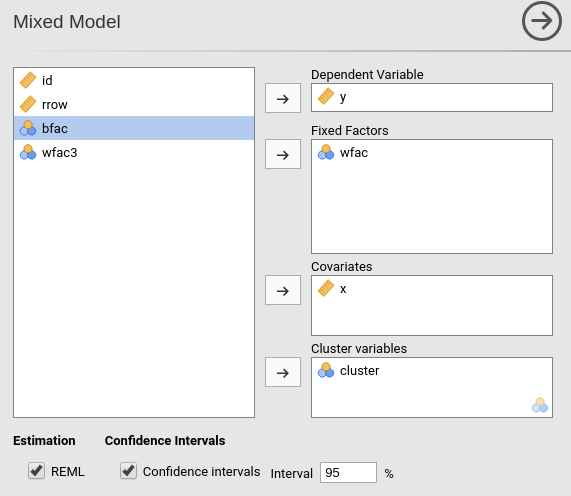 Mixed Model
id
rrow
bfac
wfac3
Dependent Variable
y
Fixed Factors
wfac
Covariates
x
Cluster variables
cluster
Estimation Confidence Intervals
REML Confidence intervals Interval 95 %